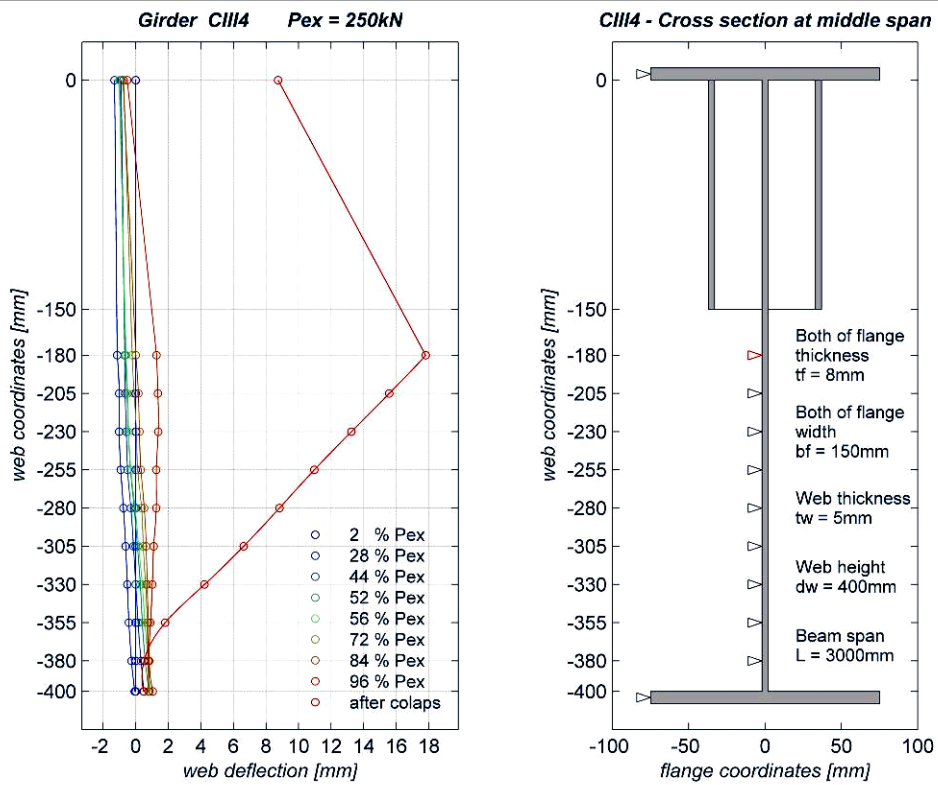 Girder CIII4 Pex = 250kN
web coordinates [mm]
0
-150
-180
-205
-230
-255
-280
-305
-330
-355
-380
-400
2 % Pex
28 % Pex
44 % Pex
52 % Pex
56 % Pex
72 % Pex
84 % Pex
96 % Pex
after colaps
-2 0 2 4 6 8 10 12 14 16 18
web deflection [mm]
CIII4 - Cross section at middle span
web coordinates [mm]
0
-150
-180
-205
-230
-255
-280
-305
-330
-355
-380
-400
Both of flange
thickness
tf = 8mm
Both of flange
width
bf = 150mm
Web thickness
tw = 5mm
Web height
dw = 400mm
Beam span
L = 3000mm
-100 -50 0 50 100
flange coordinates [mm]